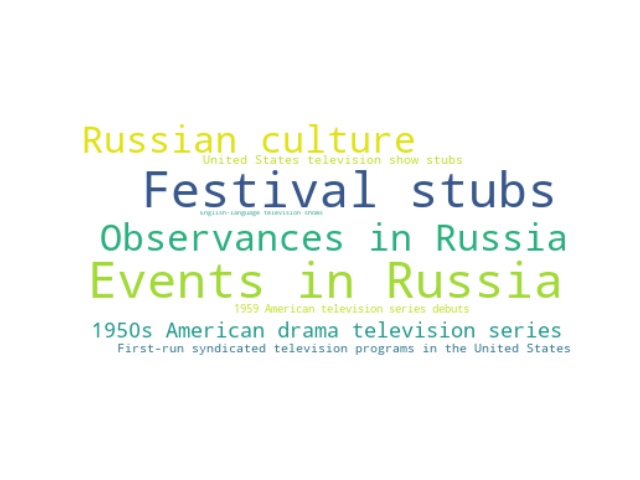 Russian culture
United States television show stubs
Festival stubs
English-language television shows
Observances in Russia
Events in Russia
1959 American television series debuts
1950s American drama television series
First-run syndicated television programs in the United States